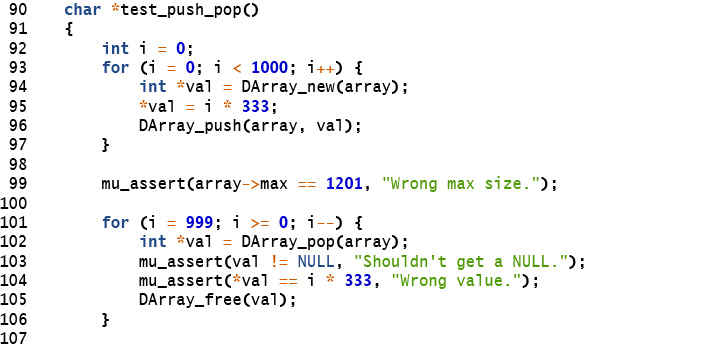 90 char *test_push_pop()
91 {
92 int i = 0;
93 for (i = 0; i < 1000; i++) {
94 int *val = DArray_new(array);
95 *val = i * 333;
96 DArray_push(array, val);
97 }
98
99 mu_assert(array->max == 1201, "Wrong max size.");
100
101 for (i = 999; i >= 0; i--) {
102 int *val = DArray_pop(array);
103 mu_assert(val != NULL, "Shouldn't get a NULL.");
104 mu_assert(*val == i * 333, "Wrong value.");
105 DArray_free(val);
106 }
107